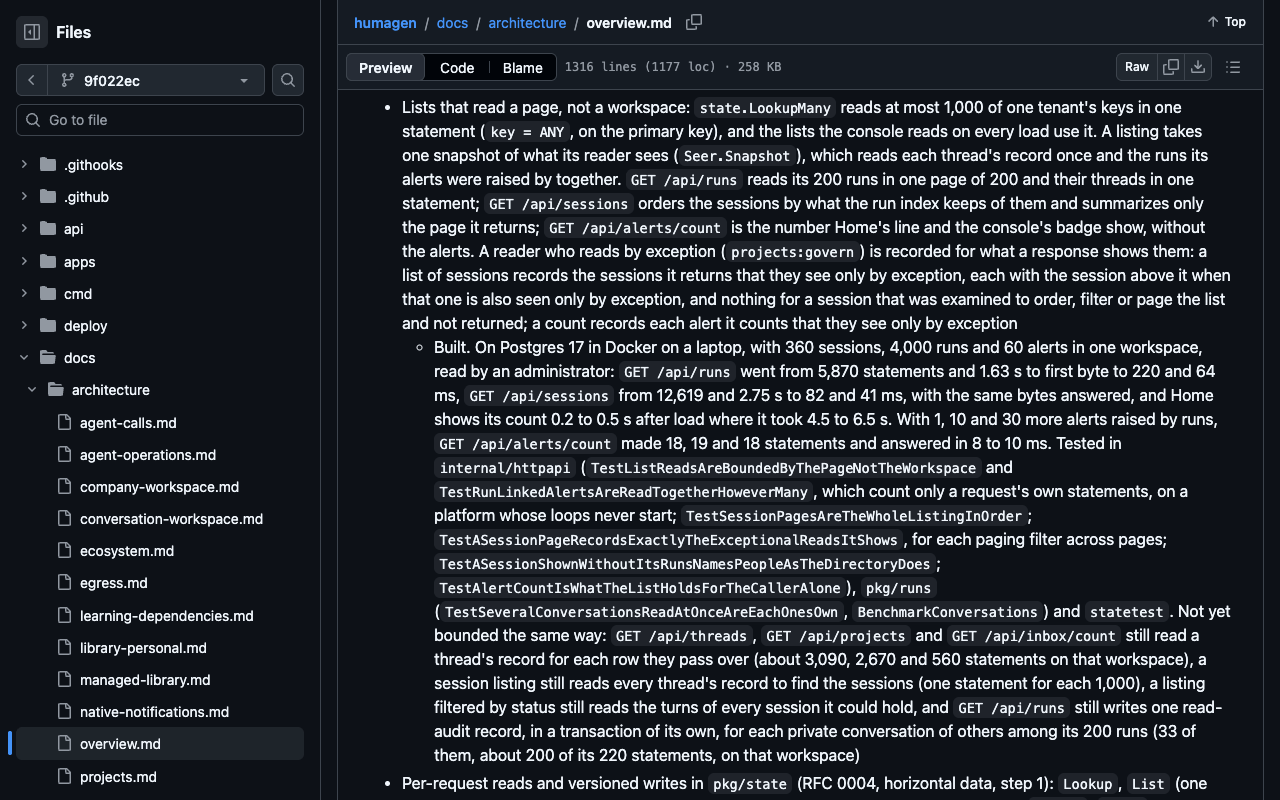 Files
9f022ec
Go to file
.githooks
.github
api
apps
cmd
deploy
docs
architecture
agent-calls.md
agent-operations.md
company-workspace.md
conversation-workspace.md
ecosystem.md
egress.md
learning-dependencies.md
library-personal.md
managed-library.md
native-notifications.md
overview.md
projects.md
humagen / docs / architecture / overview.md
Top
Preview Code Blame 1316 lines (1177 loc) · 258 KB Raw
• Lists that read a page, not a workspace: state.LookupMany reads at most 1,000 of one tenant's keys in one
statement ( key = ANY , on the primary key), and the lists the console reads on every load use it. A listing takes
one snapshot of what its reader sees ( Seer.Snapshot ), which reads each thread's record once and the runs its
alerts were raised by together. GET /api/runs reads its 200 runs in one page of 200 and their threads in one
statement; GET /api/sessions orders the sessions by what the run index keeps of them and summarizes only
the page it returns; GET /api/alerts/count is the number Home's line and the console's badge show, without
the alerts. A reader who reads by exception ( projects:govern ) is recorded for what a response shows them: a
list of sessions records the sessions it returns that they see only by exception, each with the session above it when
that one is also seen only by exception, and nothing for a session that was examined to order, filter or page the list
and not returned; a count records each alert it counts that they see only by exception
◦ Built. On Postgres 17 in Docker on a laptop, with 360 sessions, 4,000 runs and 60 alerts in one workspace,
read by an administrator: GET /api/runs went from 5,870 statements and 1.63 s to first byte to 220 and 64
ms, GET /api/sessions from 12,619 and 2.75 s to 82 and 41 ms, with the same bytes answered, and Home
shows its count 0.2 to 0.5 s after load where it took 4.5 to 6.5 s. With 1, 10 and 30 more alerts raised by runs,
GET /api/alerts/count made 18, 19 and 18 statements and answered in 8 to 10 ms. Tested in
internal/httpapi ( TestListReadsAreBoundedByThePageNotTheWorkspace and
TestRunLinkedAlertsAreReadTogetherHoweverMany , which count only a request's own statements, on a
platform whose loops never start; TestSessionPagesAreTheWholeListingInOrder ;
TestASessionPageRecordsExactlyTheExceptionalReadsItShows , for each paging filter across pages;
TestASessionShownWithoutItsRunsNamesPeopleAsTheDirectoryDoes ;
TestAlertCountIsWhatTheListHoldsForTheCallerAlone ), pkg/runs
( TestSeveralConversationsReadAtOnceAreEachOnesOwn , BenchmarkConversations ) and statetest . Not yet
bounded the same way: GET /api/threads , GET /api/projects and GET /api/inbox/count still read a
thread's record for each row they pass over (about 3,090, 2,670 and 560 statements on that workspace), a
session listing still reads every thread's record to find the sessions (one statement for each 1,000), a listing
filtered by status still reads the turns of every session it could hold, and GET /api/runs still writes one read-
audit record, in a transaction of its own, for each private conversation of others among its 200 runs (33 of
them, about 200 of its 220 statements, on that workspace)
• Per-request reads and versioned writes in pkg/state (RFC 0004, horizontal data, step 1): Lookup , List (one